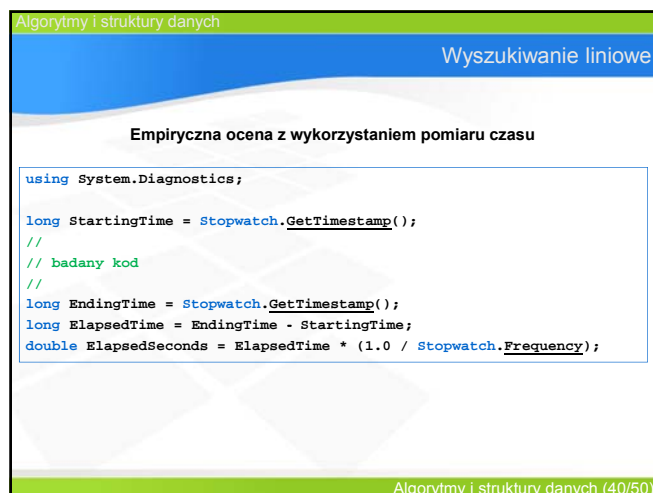 Algorytmy i struktury danych
Wyszukiwanie liniowe
Empiryczna ocena z wykorzystaniem pomiaru czasu
using System.Diagnostics;
long StartingTime = Stopwatch.GetTimestamp();
//
// badany kod
//
long EndingTime = Stopwatch.GetTimestamp();
long ElapsedTime = EndingTime - StartingTime;
double ElapsedSeconds = ElapsedTime * (1.0 / Stopwatch.Frequency);
Algorytmy i struktury danych (40/50)